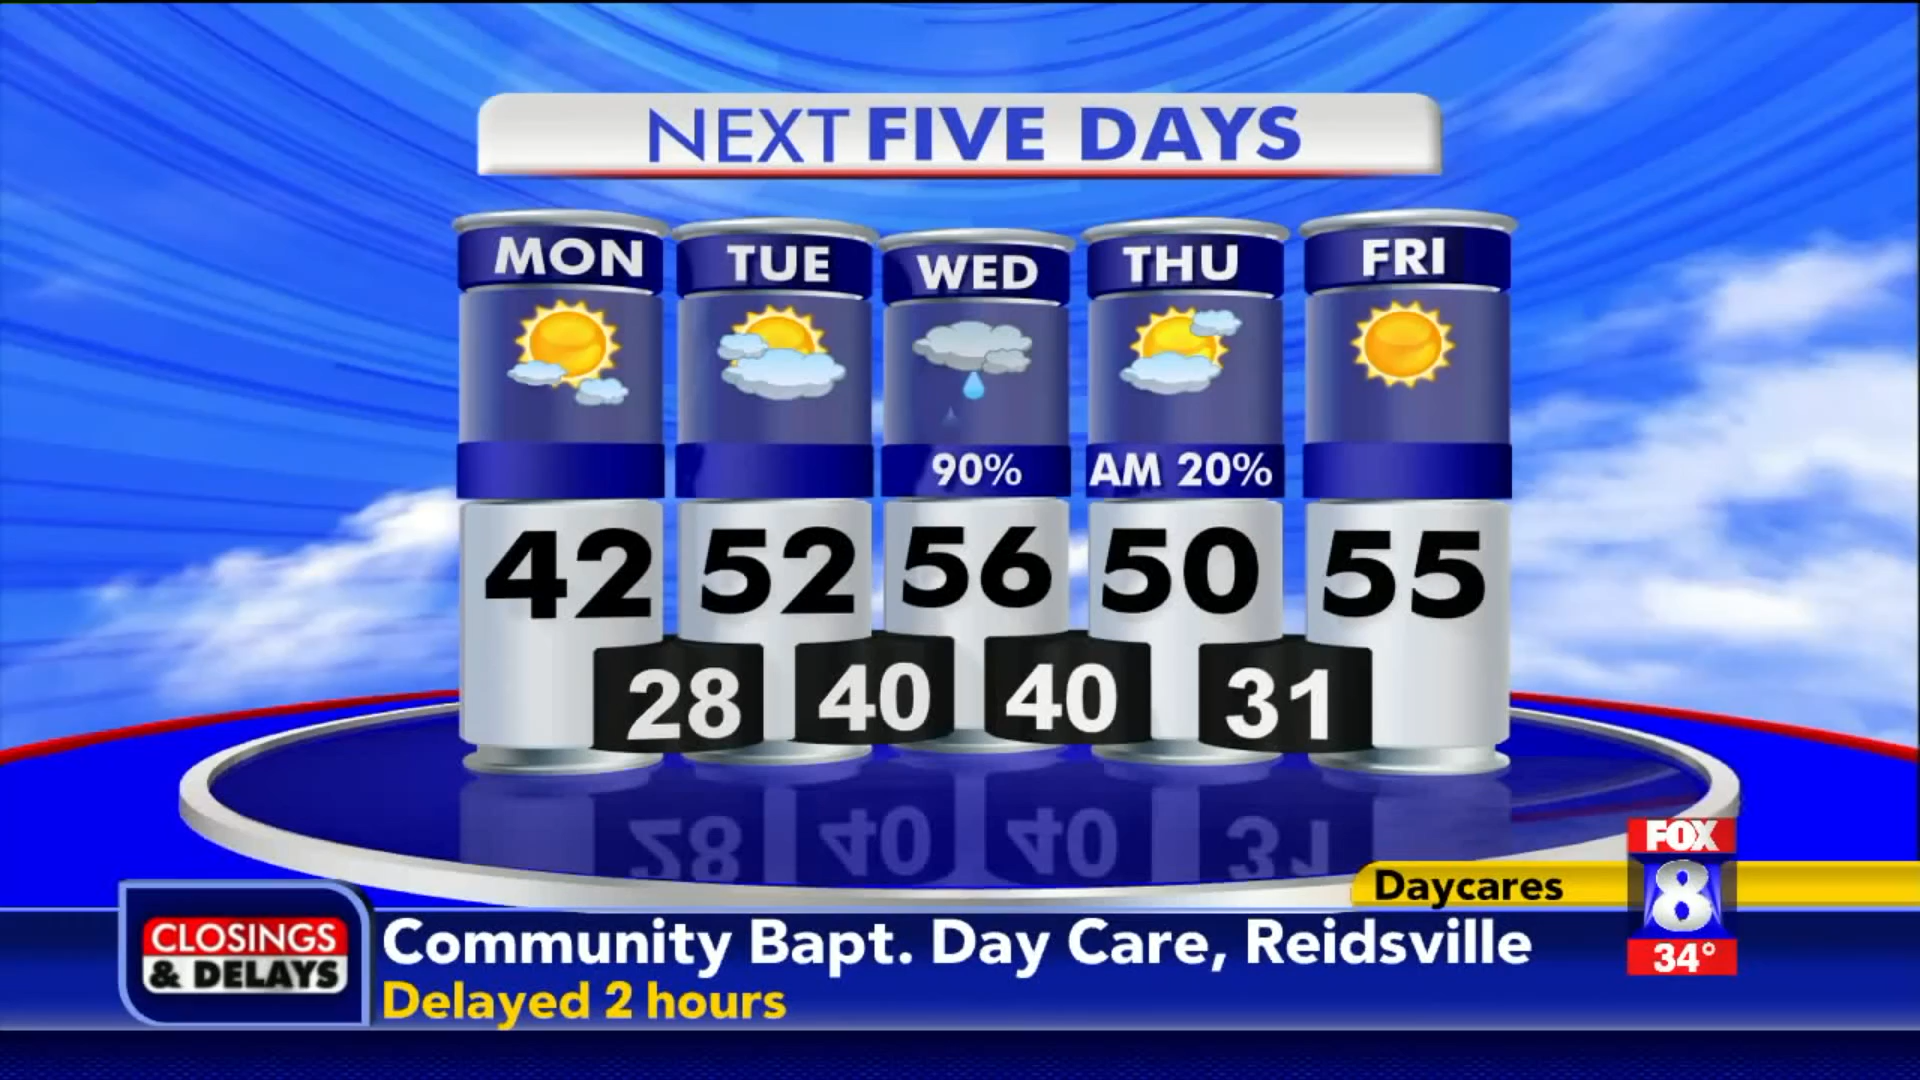 NEXT FIVE DAYS
MON TUE WED THU FRI
90% AM 20%
42 52 56 50 55
28 40 40 31
Daycares
FOX
8
34°
CLOSINGS
& DELAYS
Community Bapt. Day Care, Reidsville
Delayed 2 hours